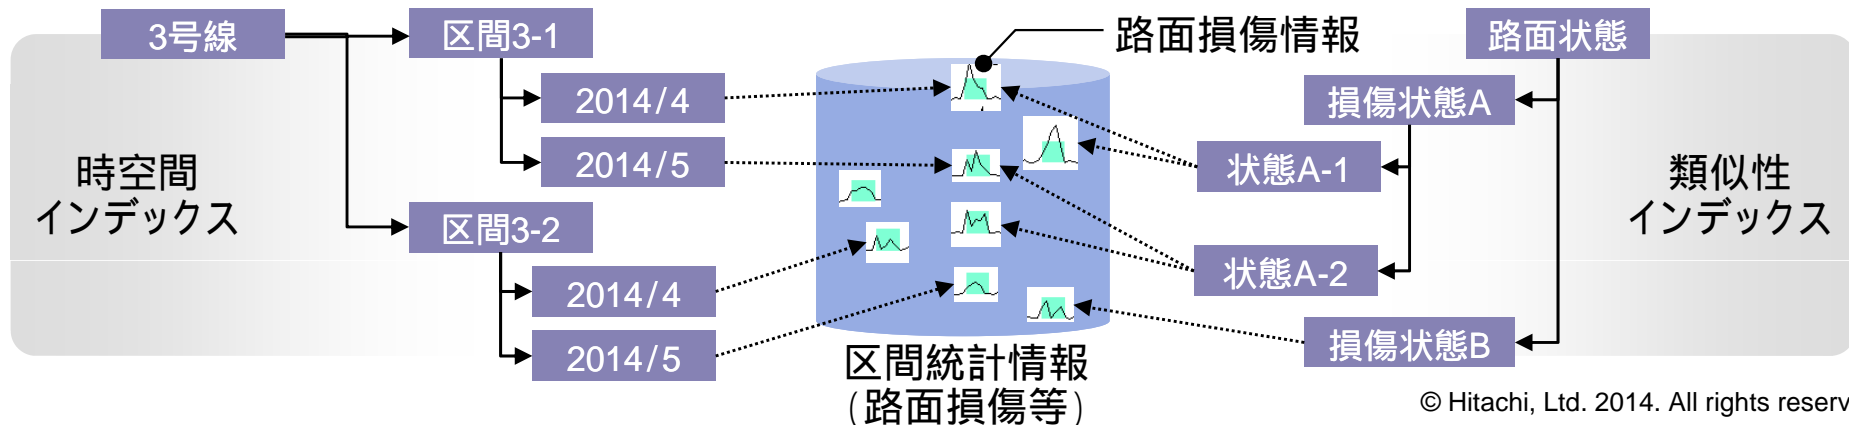 3号線
区間3-1
2014/4
2014/5
区間3-2
2014/4
2014/5
時空間
インデックス
路面損傷情報
区間統計情報
(路面損傷等)
路面状態
損傷状態A
状態A-1
状態A-2
損傷状態B
類似性
インデックス
© Hitachi, Ltd. 2014. All rights reserv